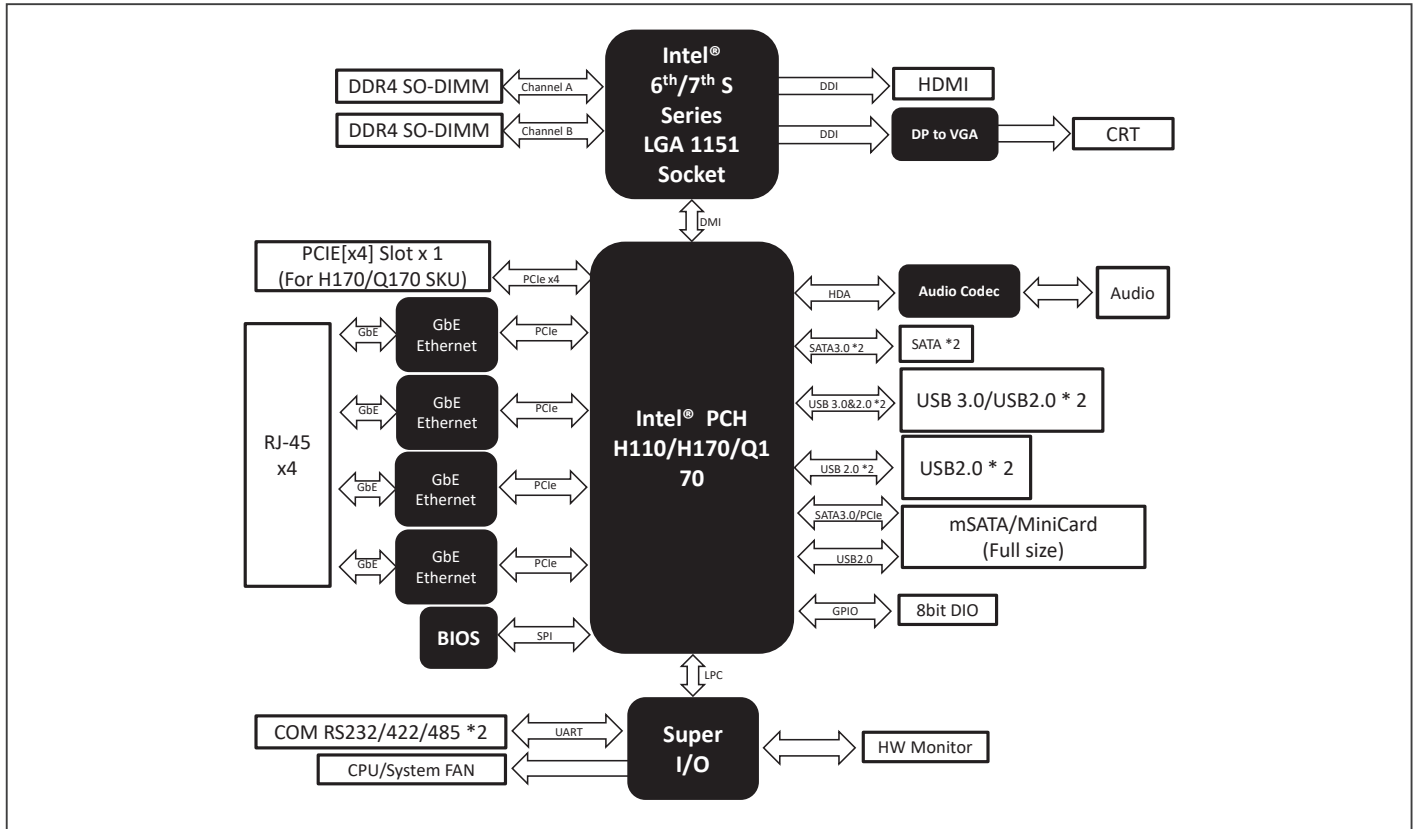 Intel®
6th/7th S
Series
LGA 1151
Socket
DDR4 SO-DIMM
Channel A
DDR4 SO-DIMM
Channel B
DDI
HDMI
DDI
DP to VGA
CRT
DMI
PCIE[x4] Slot x 1
(For H170/Q170 SKU)
PCIe x4
RJ-45
x4
GbE
GbE
Ethernet
PCIe
GbE
GbE
Ethernet
PCIe
GbE
GbE
Ethernet
PCIe
GbE
GbE
Ethernet
PCIe
BIOS
SPI
Intel® PCH
H110/H170/Q1
70
HDA
Audio Codec
Audio
SATA3.0 *2
SATA *2
USB 3.0&2.0 *2
USB 3.0/USB2.0 * 2
USB 2.0 *2
USB2.0 * 2
SATA3.0/PCIe
USB2.0
mSATA/MiniCard
(Full size)
GPIO
8bit DIO
LPC
COM RS232/422/485 *2
UART
CPU/System FAN
Super
I/O
HW Monitor